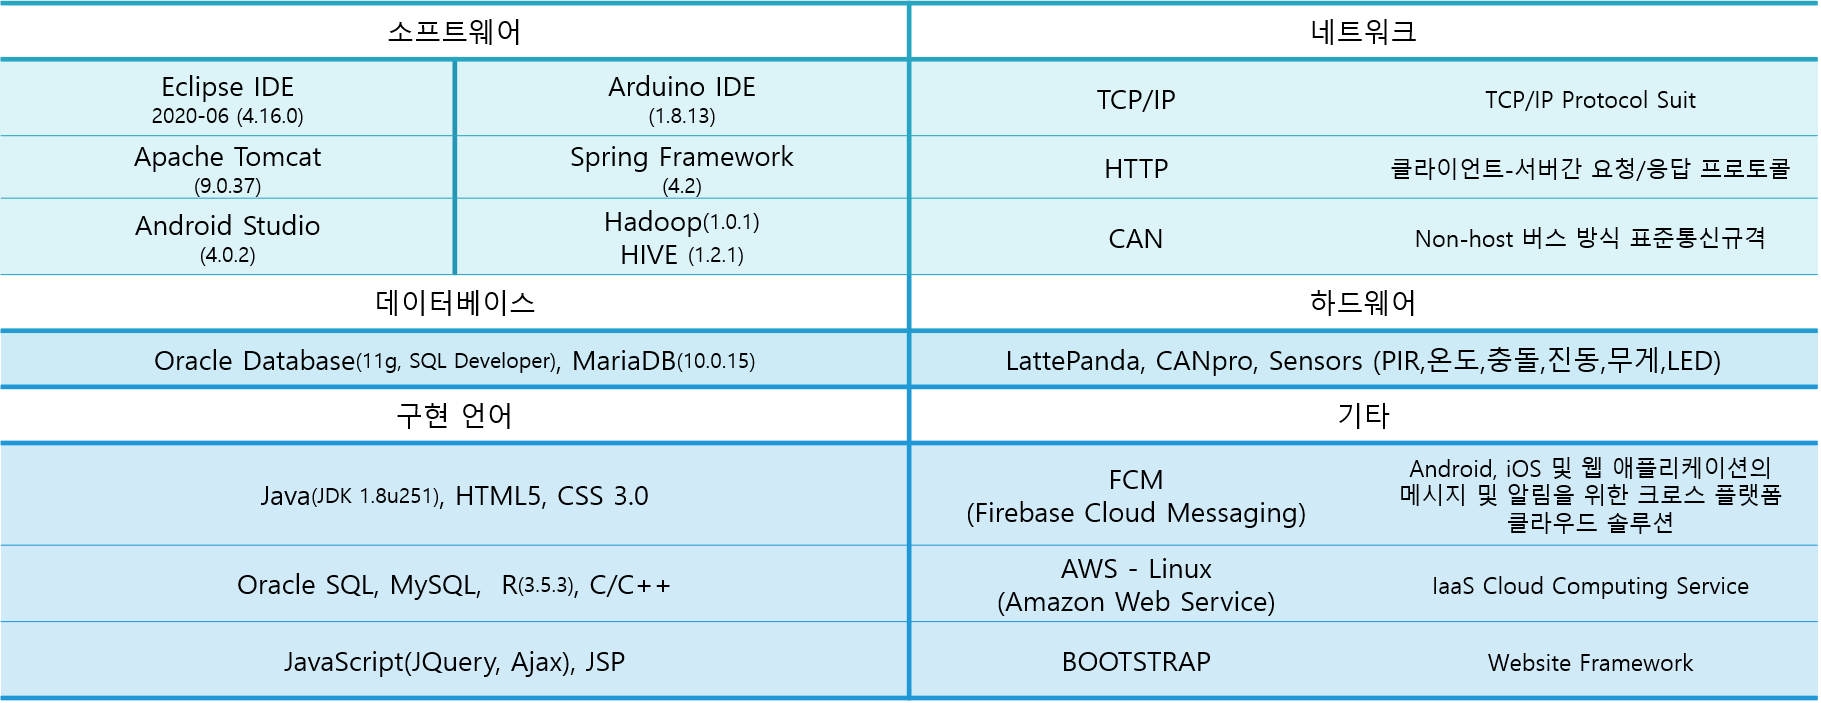 소프트웨어
네트워크
Eclipse IDE
2020-06 (4.16.0)
Arduino IDE
(1.8.13)
TCP/IP
TCP/IP Protocol Suit
Apache Tomcat
(9.0.37)
Spring Framework
(4.2)
HTTP
클라이언트-서버간 요청/응답 프로토콜
Android Studio
(4.0.2)
Hadoop(1.0.1)
HIVE (1.2.1)
CAN
Non-host 버스 방식 표준통신규격
데이터베이스
하드웨어
Oracle Database(11g, SQL Developer), MariaDB(10.0.15)
LattePanda, CANpro, Sensors (PIR,온도,충돌,진동,무게,LED)
구현 언어
기타
Java(JDK 1.8u251), HTML5, CSS 3.0
FCM
(Firebase Cloud Messaging)
Android, iOS 및 웹 애플리케이션의
메시지 및 알림을 위한 크로스 플랫폼
클라우드 솔루션
Oracle SQL, MySQL, R(3.5.3), C/C++
AWS - Linux
(Amazon Web Service)
IaaS Cloud Computing Service
JavaScript(JQuery, Ajax), JSP
BOOTSTRAP
Website Framework